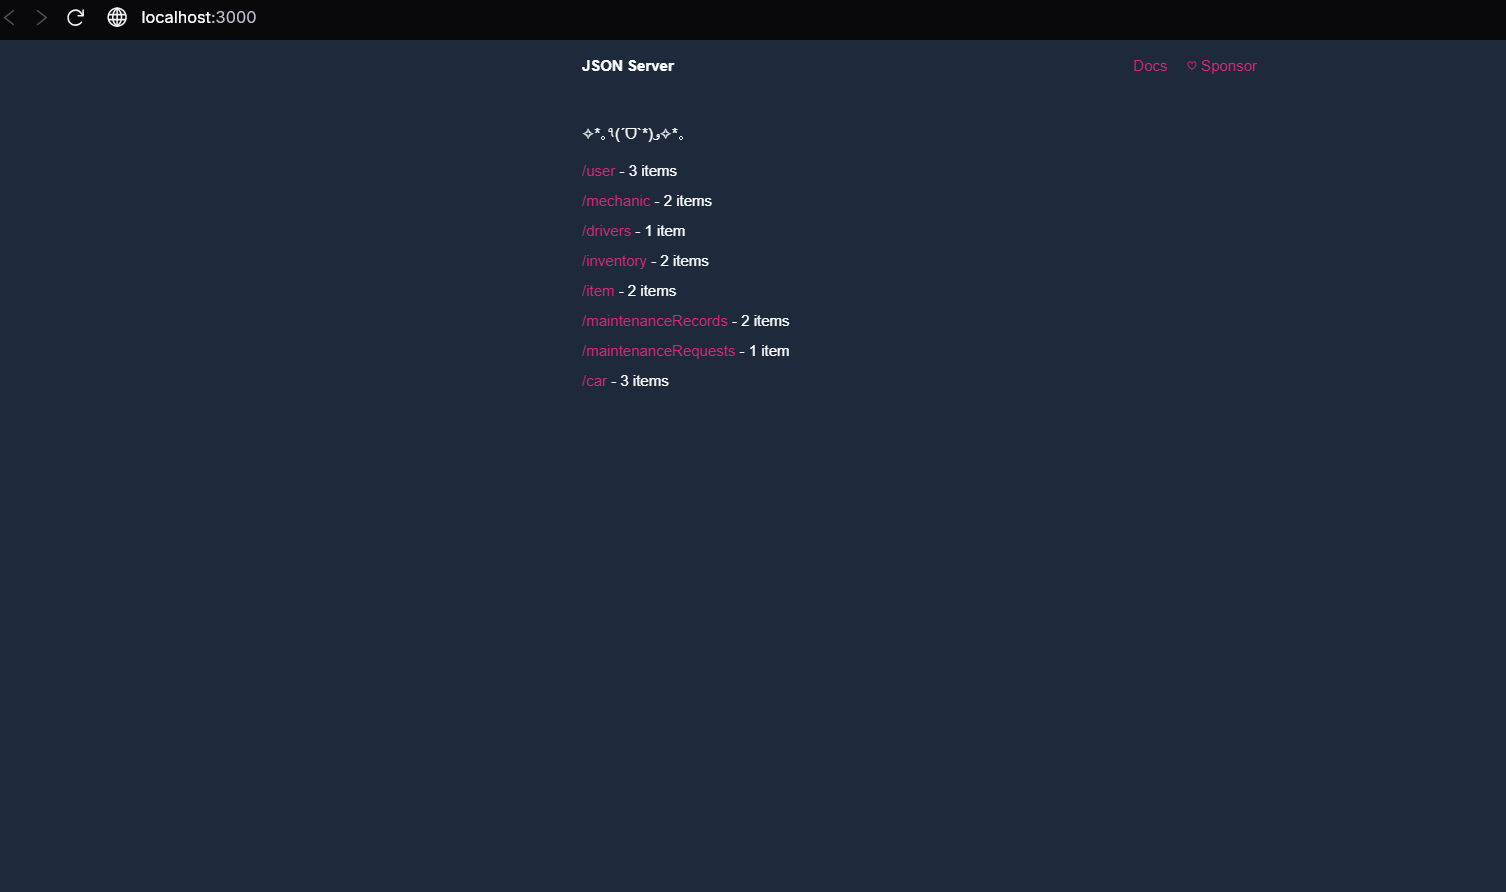 localhost:3000
JSON Server
Docs ♡ Sponsor
✧*｡٩(ˊᗜˋ*)و✧*｡
/user - 3 items
/mechanic - 2 items
/drivers - 1 item
/inventory - 2 items
/item - 2 items
/maintenanceRecords - 2 items
/maintenanceRequests - 1 item
/car - 3 items